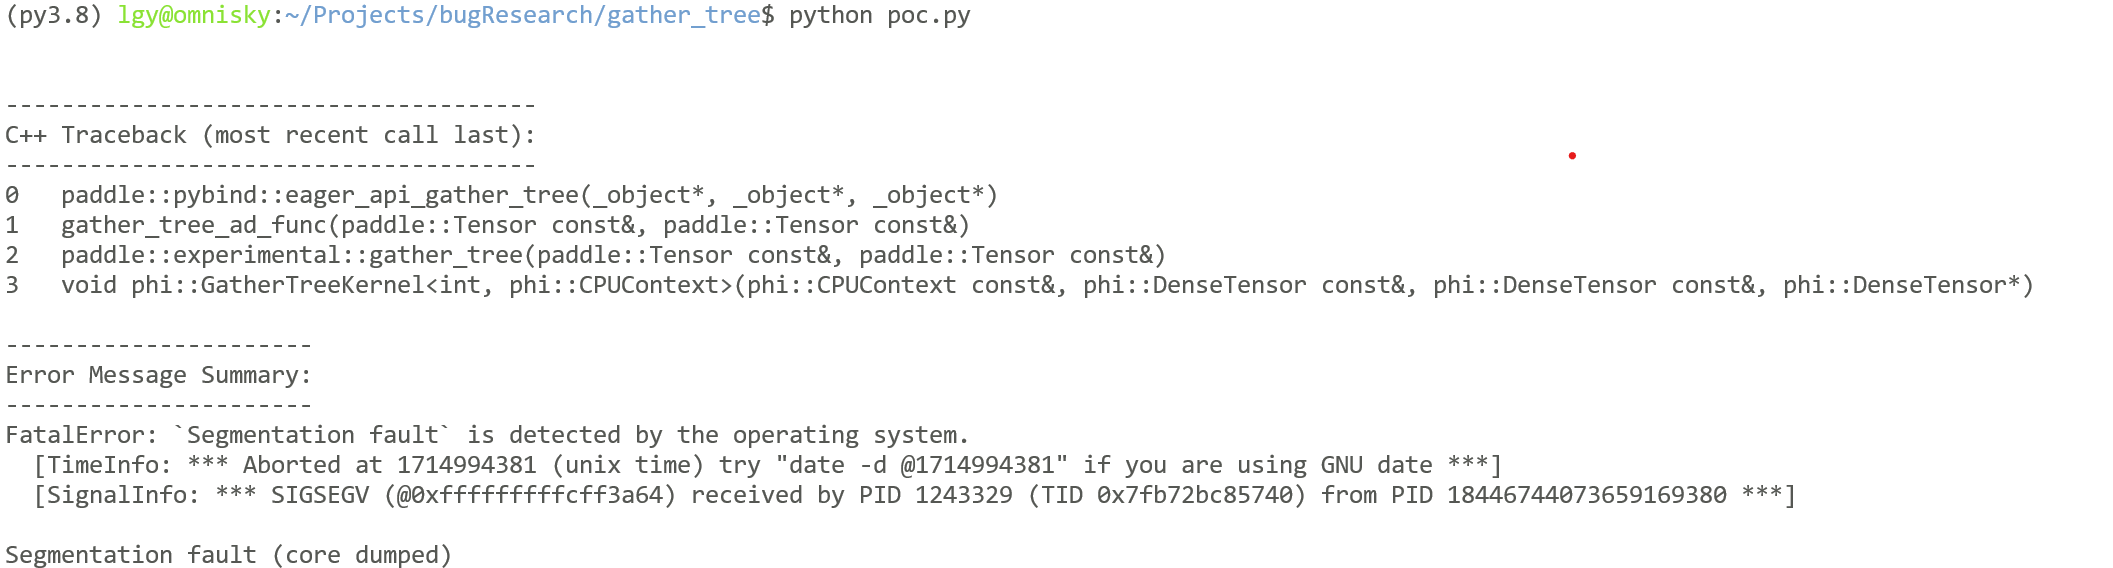 (py3.8) lgy@omnisky:~/Projects/bugResearch/gather_tree$ python poc.py
--------------------------------------
C++ Traceback (most recent call last):
--------------------------------------
0   paddle::pybind::eager_api_gather_tree(_object*, _object*, _object*)
1   gather_tree_ad_func(paddle::Tensor const&, paddle::Tensor const&)
2   paddle::experimental::gather_tree(paddle::Tensor const&, paddle::Tensor const&)
3   void phi::GatherTreeKernel<int, phi::CPUContext>(phi::CPUContext const&, phi::DenseTensor const&, phi::DenseTensor const&, phi::DenseTensor*)
----------------------
Error Message Summary:
----------------------
FatalError: `Segmentation fault` is detected by the operating system.
  [TimeInfo: *** Aborted at 1714994381 (unix time) try "date -d @1714994381" if you are using GNU date ***]
  [SignalInfo: *** SIGSEGV (@0xfffffffffcff3a64) received by PID 1243329 (TID 0x7fb72bc85740) from PID 18446744073659169380 ***]
Segmentation fault (core dumped)